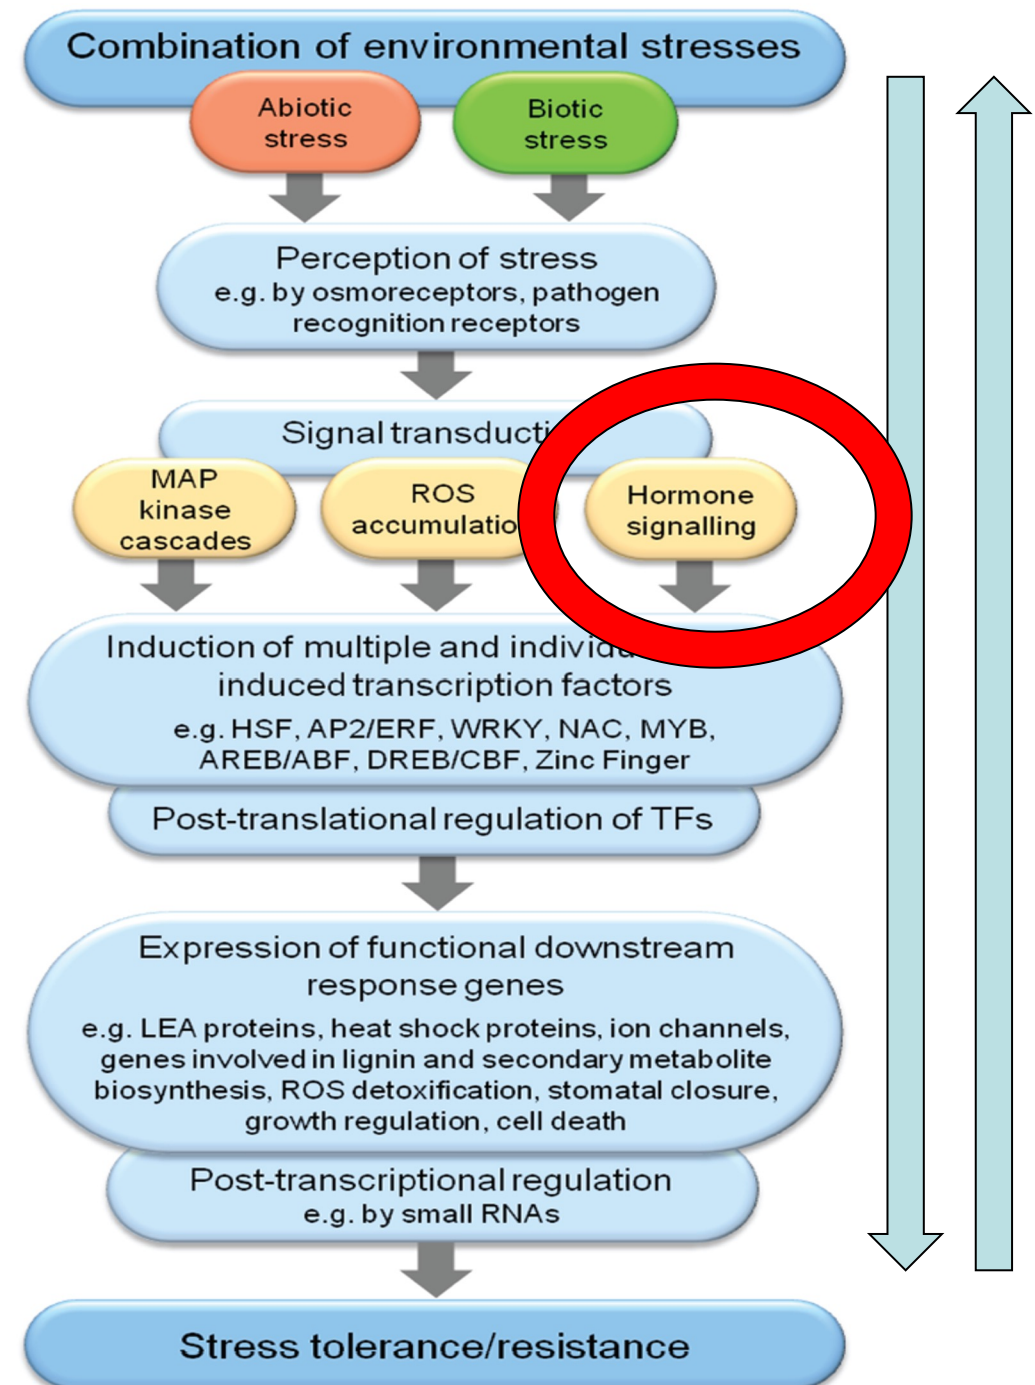 Combination of environmental stresses
Abiotic
stress
Biotic
stress
Perception of stress
e.g. by osmoreceptors, pathogen
recognition receptors
Signal transducti
MAP
kinase
cascades
ROS
accumulatio
Hormone
signalling
Induction of multiple and individu
induced transcription factors
e.g. HSF, AP2/ERF, WRKY, NAC, MYB,
AREB/ABF, DREB/CBF, Zinc Finger
Post-translational regulation of TFs
Expression of functional downstream
response genes
e.g. LEA proteins, heat shock proteins, ion channels,
genes involved in lignin and secondary metabolite
biosynthesis, ROS detoxification, stomatal closure,
growth regulation, cell death
Post-transcriptional regulation
e.g. by small RNAs
Stress tolerance/resistance